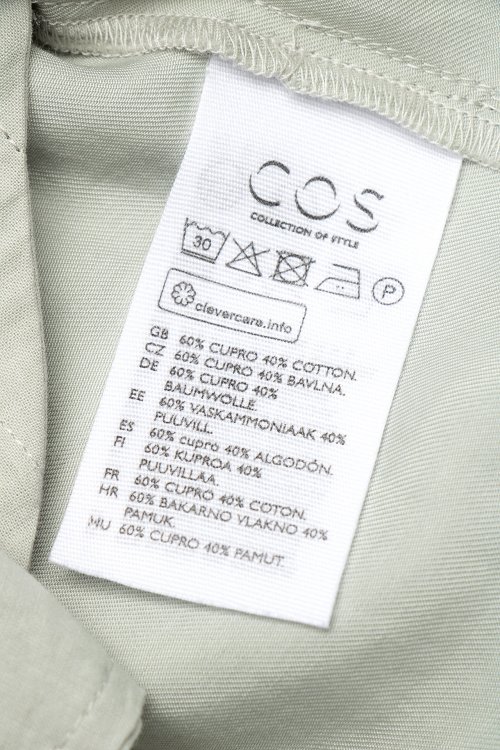 COS
COLLECTION OF STYLE
30
P
clevercare.info
GB 60% CUPRO 40% COTTON.
CZ 60% CUPRO 40% BAVLNA.
DE 60% CUPRO 40%
BAUMWOLLE.
EE 60% VASKAMMONIAAK 40%
PUUVILL.
ES 60% cupro 40% ALGODÓN.
FI 60% KUPROA 40%
PUUVILLAA.
FR 60% CUPRO 40% COTON.
HR 60% BAKARNO VLAKNO 40%
PAMUK.
HU 60% CUPRO 40% PAMUT.